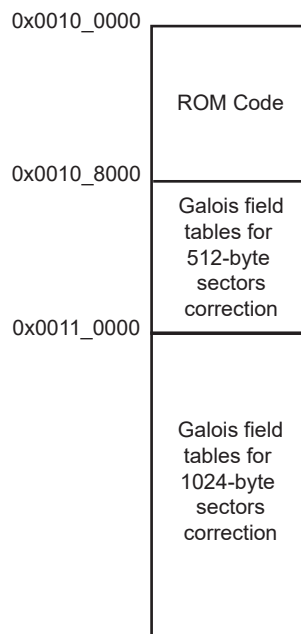 0x0010_0000
ROM Code
0x0010_8000
Galois field
tables for
512-byte
sectors
correction
0x0011_0000
Galois field
tables for
1024-byte
sectors
correction